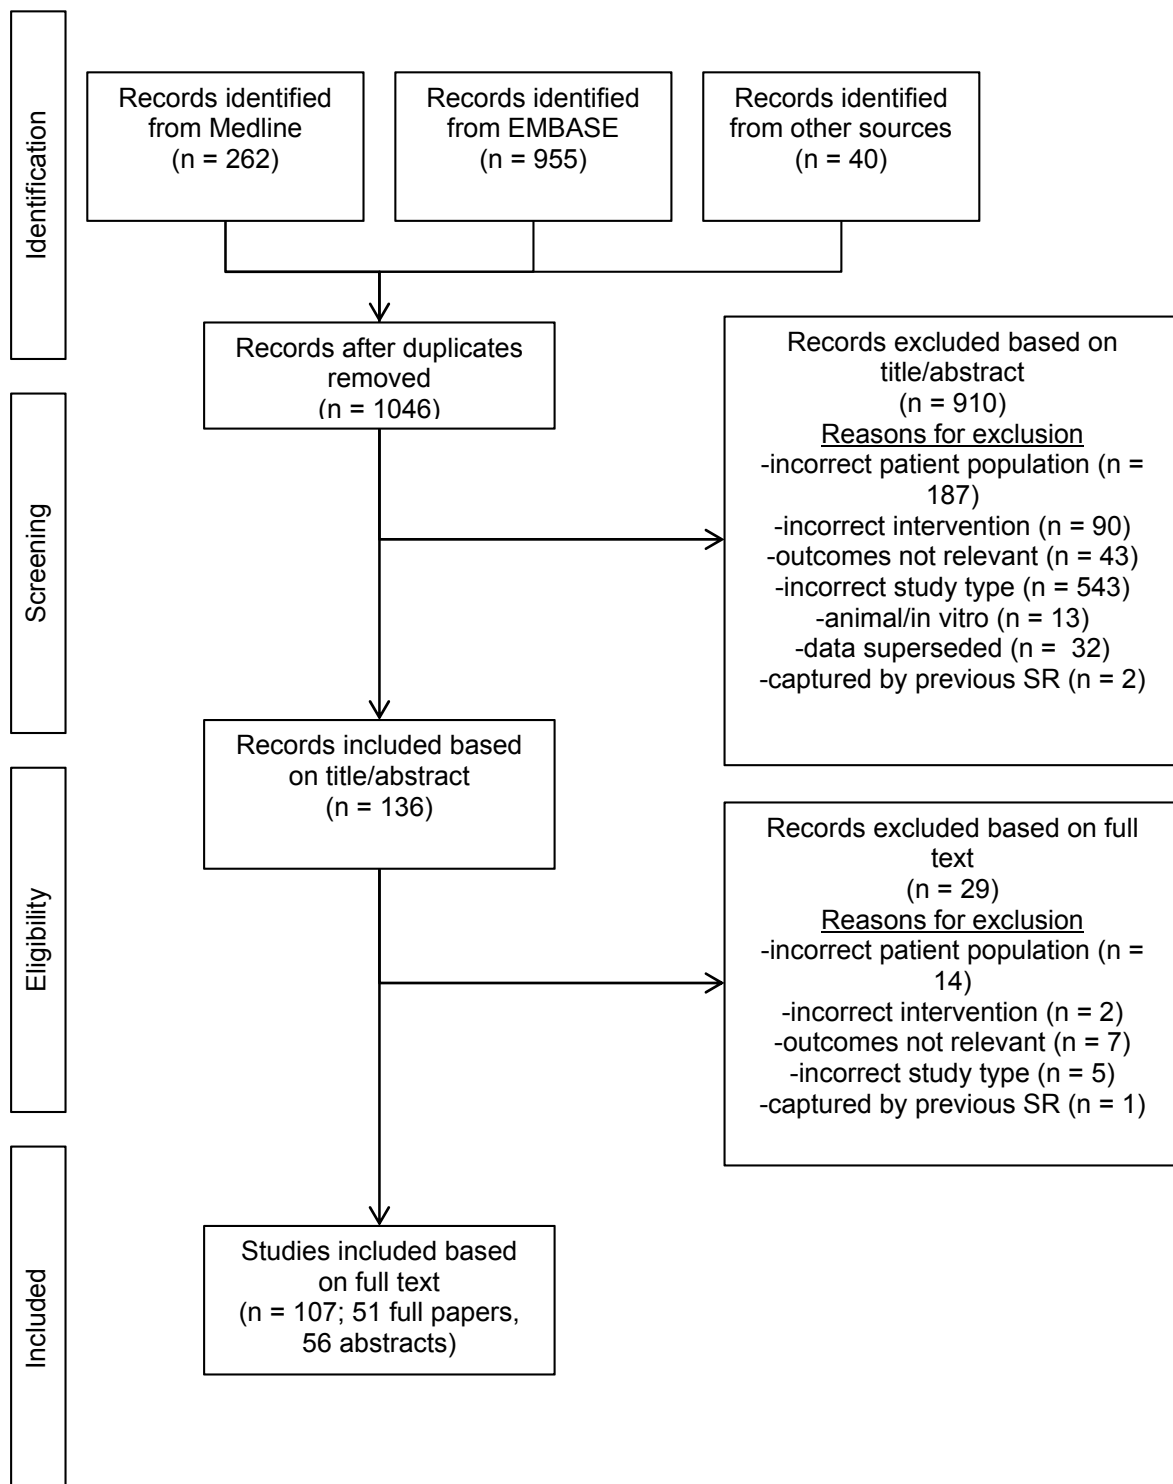 Identification
Records identified
from Medline
(n = 262)
Records identified
from EMBASE
(n = 955)
Records identified
from other sources
(n = 40)
Records after duplicates
removed
(n = 1046)
Screening
Records excluded based on
title/abstract
(n = 910)
Reasons for exclusion
-incorrect patient population (n =
187)
-incorrect intervention (n = 90)
-outcomes not relevant (n = 43)
-incorrect study type (n = 543)
-animal/in vitro (n = 13)
-data superseded (n =  32)
-captured by previous SR (n = 2)
Records included based
on title/abstract
(n = 136)
Eligibility
Records excluded based on full
text
(n = 29)
Reasons for exclusion
-incorrect patient population (n =
14)
-incorrect intervention (n = 2)
-outcomes not relevant (n = 7)
-incorrect study type (n = 5)
-captured by previous SR (n = 1)
Included
Studies included based
on full text
(n = 107; 51 full papers,
56 abstracts)